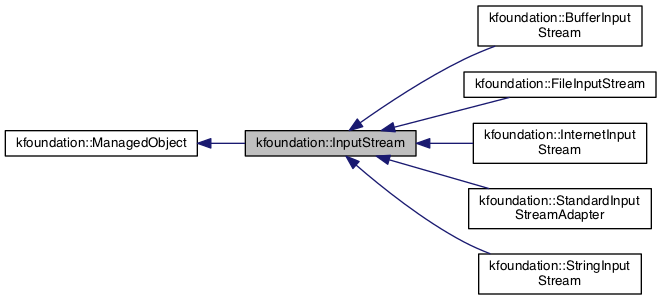 kfoundation::BufferInput
Stream
kfoundation::FileInputStream
kfoundation::ManagedObject
kfoundation::InputStream
kfoundation::InternetInput
Stream
kfoundation::StandardInput
StreamAdapter
kfoundation::StringInput
Stream